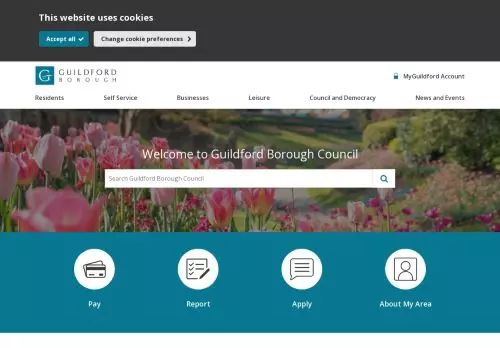 This website uses cookies
Accept all
Change cookie preferences
G GUILDFORD
BOROUGH
MyGuildford Account
Residents
Self Service
Businesses
Leisure
Council and Democracy
News and Events
Welcome to Guildford Borough Council
Search Guildford Borough Council
Pay
Report
Apply
About My Area